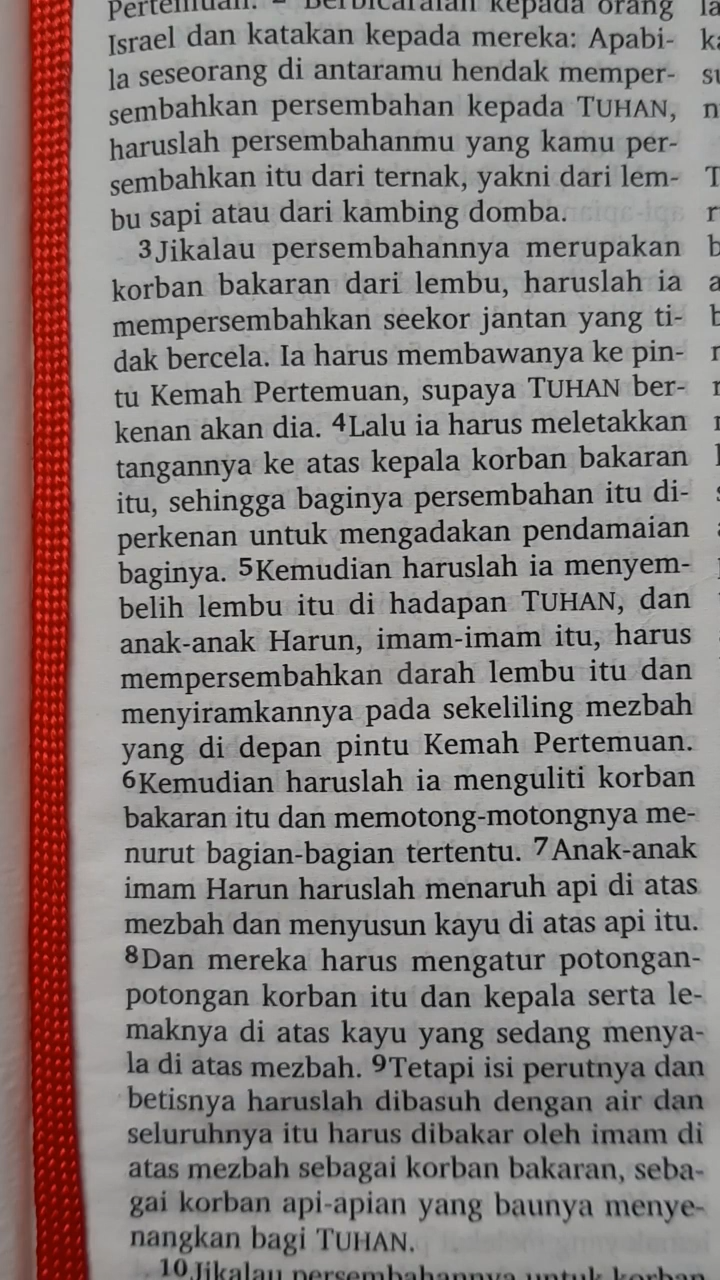 Pertemuan: 2 "Berbicaralah kepada orang
Israel dan katakan kepada mereka: Apabi-
la seseorang di antaramu hendak memper-
sembahkan persembahan kepada TUHAN,
haruslah persembahanmu yang kamu per-
sembahkan itu dari ternak, yakni dari lem-
bu sapi atau dari kambing domba.
3Jikalau persembahannya merupakan
korban bakaran dari lembu, haruslah ia
mempersembahkan seekor jantan yang ti-
dak bercela. Ia harus membawanya ke pin-
tu Kemah Pertemuan, supaya TUHAN ber-
kenan akan dia. 4Lalu ia harus meletakkan
tangannya ke atas kepala korban bakaran
itu, sehingga baginya persembahan itu di-
perkenan untuk mengadakan pendamaian
baginya. 5Kemudian haruslah ia menyem-
belih lembu itu di hadapan TUHAN, dan
anak-anak Harun, imam-imam itu, harus
mempersembahkan darah lembu itu dan
menyiramkannya pada sekeliling mezbah
yang di depan pintu Kemah Pertemuan.
6Kemudian haruslah ia menguliti korban
bakaran itu dan memotong-motongnya me-
nurut bagian-bagian tertentu. 7Anak-anak
imam Harun haruslah menaruh api di atas
mezbah dan menyusun kayu di atas api itu.
8Dan mereka harus mengatur potongan-
potongan korban itu dan kepala serta le-
maknya di atas kayu yang sedang menya-
la di atas mezbah. 9Tetapi isi perutnya dan
betisnya haruslah dibasuh dengan air dan
seluruhnya itu harus dibakar oleh imam di
atas mezbah sebagai korban bakaran, seba-
gai korban api-apian yang baunya menye-
nangkan bagi TUHAN.
10Jikalau persembahannya untuk korban